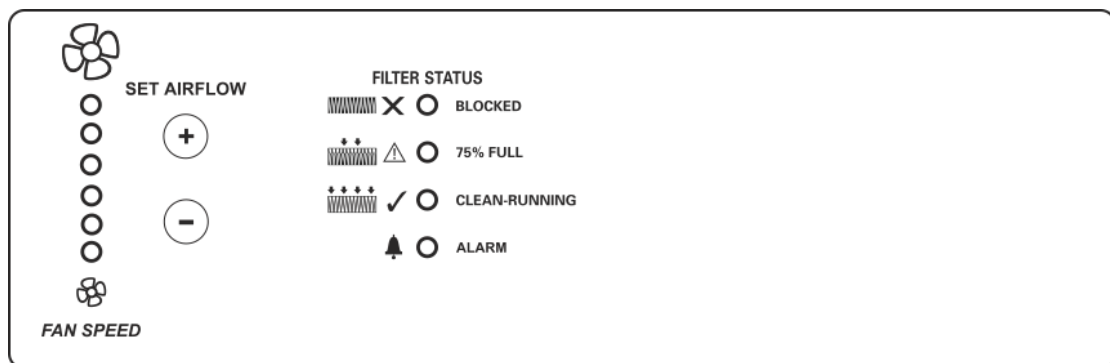 SET AIRFLOW
+
-
FAN SPEED
FILTER STATUS
BLOCKED
75% FULL
CLEAN-RUNNING
ALARM